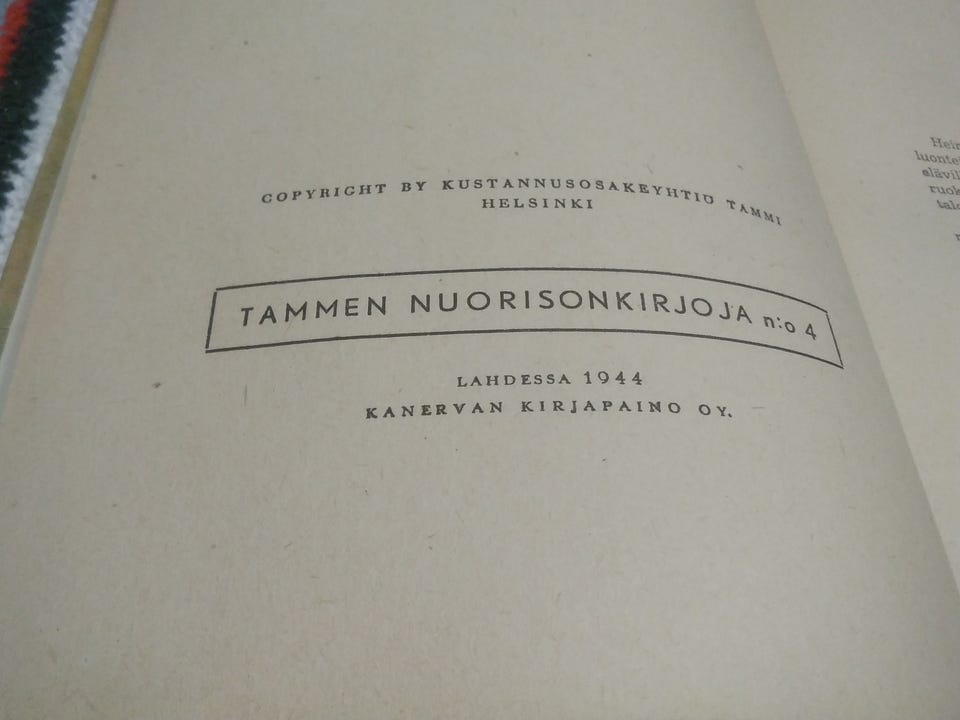 COPYRIGHT BY KUSTANNUSOSAKEYHTIÖ TAMMI
HELSINKI
TAMMEN NUORISONKIRJOJA n:o 4
LAHDESSA 1944
KANERVAN KIRJAPAINO OY.